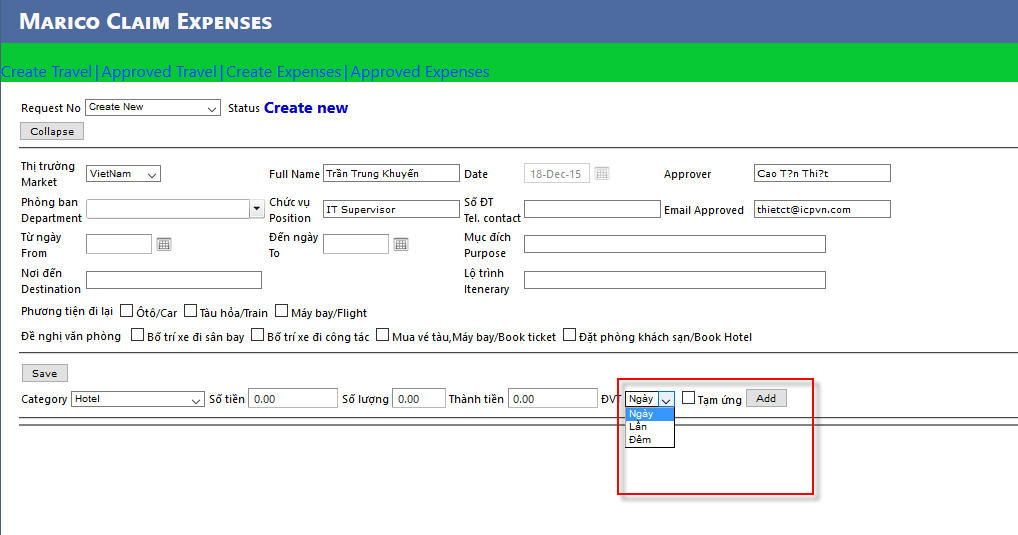 Marico Claim Expenses
Create Travel|Approved Travel|Create Expenses|Approved Expenses
Request No Create New Status Create new
Collapse
Thị trường Market VietNam Full Name Trần Trung Khuyến Date 18-Dec-15 Approver Cao T?n Thi?t
Phòng ban Department Chức vụ Position IT Supervisor Số ĐT Tel. contact Email Approved thietct@icpvn.com
Từ ngày From Đến ngày To Mục đích Purpose
Nơi đến Destination Lộ trình Itenerary
Phương tiện đi lại Ôtô/Car Tàu hỏa/Train Máy bay/Flight
Đề nghị văn phòng Bố trí xe đi sân bay Bố trí xe đi công tác Mua vé tàu,Máy bay/Book ticket Đặt phòng khách sạn/Book Hotel
Save
Category Hotel Số tiền 0.00 Số lượng 0.00 Thành tiền 0.00 ĐVT Ngày Tạm ứng Add
Ngày
Lần
Đêm